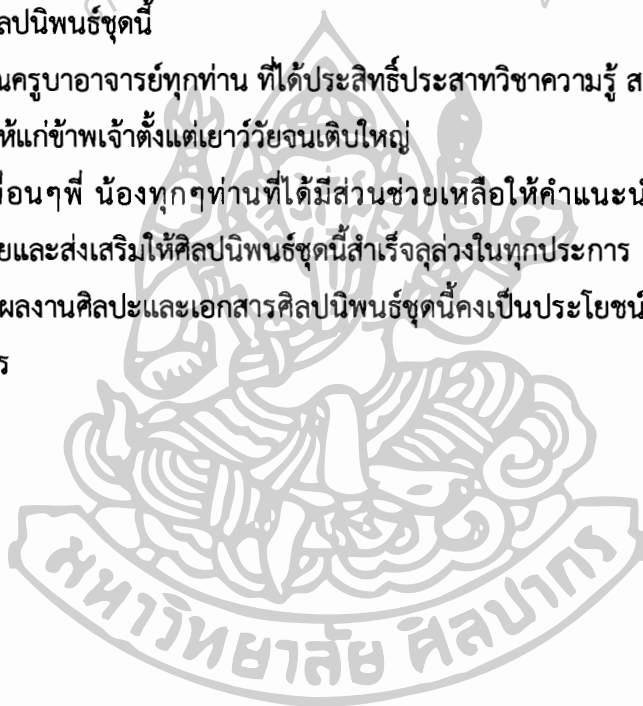 ลปนิพนธ์ชุดนี้
นครูบาอาจารย์ทุกท่าน ที่ได้ประสิทธิ์ประสาทวิชาความรู้ ส
ห้แก่ข้าพเจ้าตั้งแต่เยาว์วัยจนเติบใหญ่
ื่อนๆพี่ น้องทุกๆท่านที่ได้มีส่วนช่วยเหลือให้คำแนะนำ
ยและส่งเสริมให้ศิลปนิพนธ์ชุดนี้สำเร็จลุล่วงในทุกประการ
ผลงานศิลปะและเอกสารศิลปนิพนธ์ชุดนี้คงเป็นประโยชน์
ร
มหาวิทยาลัย ศิลปากร